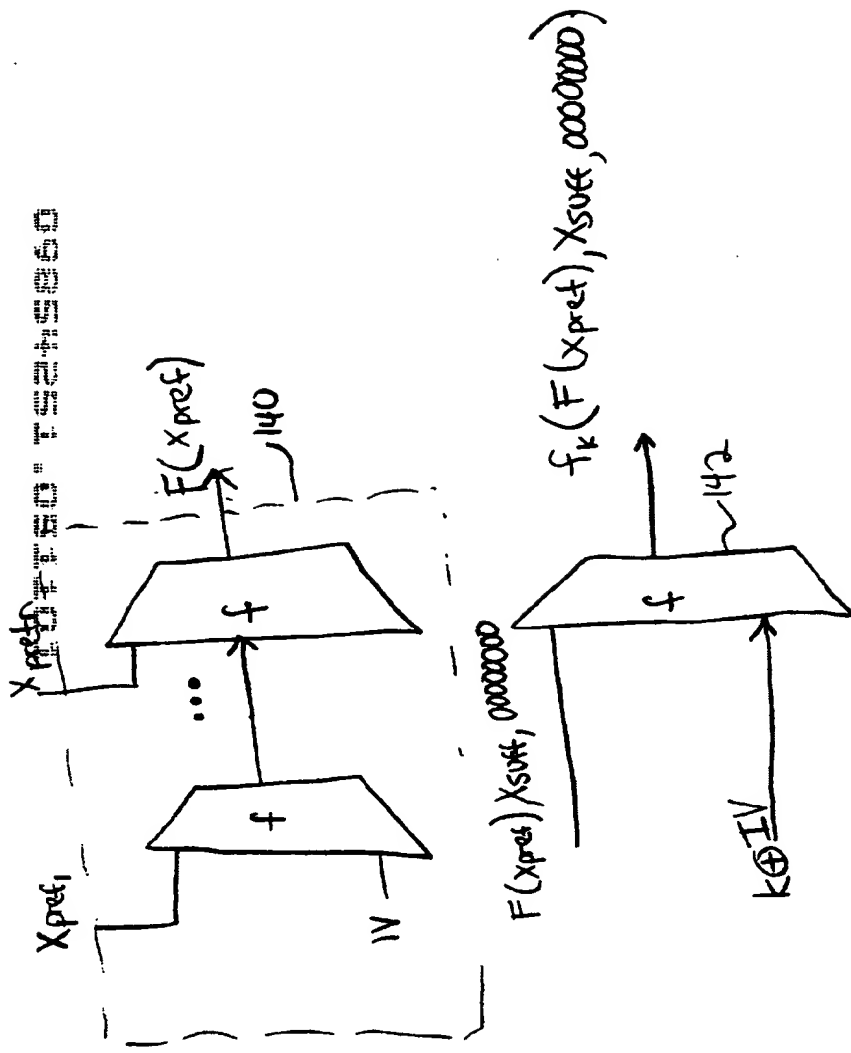 Xpref1
f
IV
...
Xprefn
f
F(Xpref)
140
F(Xpref), Xsuff, 00000000
k⊕IV
f
142
fk(F(Xpref), Xsuff, 00000000)